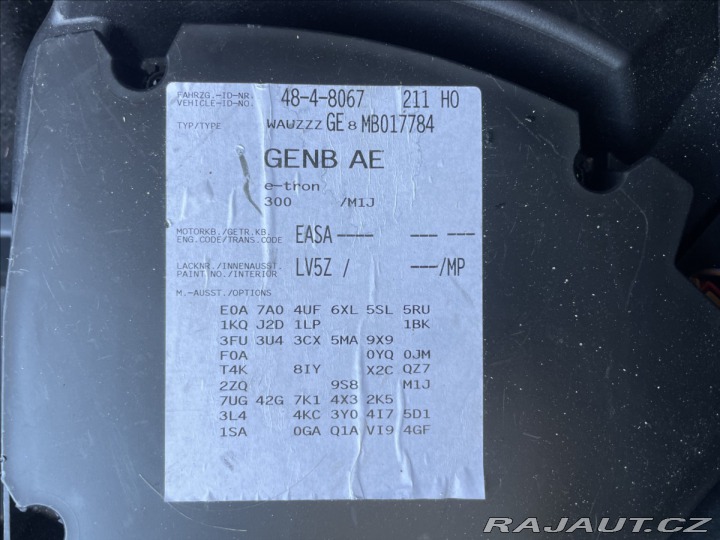 FAHRZG.-ID-NR. 48-4-8067 211 HO
VEHICLE-ID-NO.
TYP/TYPE WAUZZZ GE 8 MB017784
GENB AE
e-tron
300 /M1J
MOTORKB./GETR.KB. EASA ---- --- ---
ENG.CODE/TRANS.CODE
LACKNR./INNENAUSST. LV5Z / ---/MP
PAINT NO./INTERIOR
M.-AUSST./OPTIONS
E0A 7A0 4UF 6XL 5SL 5RU
1KQ J2D 1LP 1BK
3FU 3U4 3CX 5MA 9X9
F0A 0YQ 0JM
T4K 8IY X2C QZ7
2ZQ 9S8 M1J
7UG 42G 7K1 4X3 2K5
3L4 4KC 3Y0 4I7 5D1
1SA 0GA Q1A VI9 4GF
RAJAUT.CZ